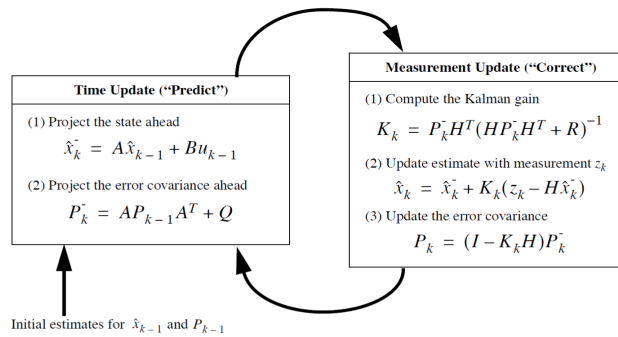 Time Update (“Predict”)
(1) Project the state ahead
x̂ₖ⁻ = Ax̂ₖ₋₁ + Buₖ₋₁
(2) Project the error covariance ahead
Pₖ⁻ = APₖ₋₁Aᵀ + Q
Measurement Update (“Correct”)
(1) Compute the Kalman gain
Kₖ = Pₖ⁻Hᵀ(HPₖ⁻Hᵀ + R)⁻¹
(2) Update estimate with measurement zₖ
x̂ₖ = x̂ₖ⁻ + Kₖ(zₖ – Hx̂ₖ⁻)
(3) Update the error covariance
Pₖ = (I – KₖH)Pₖ⁻
Initial estimates for x̂ₖ₋₁ and Pₖ₋₁